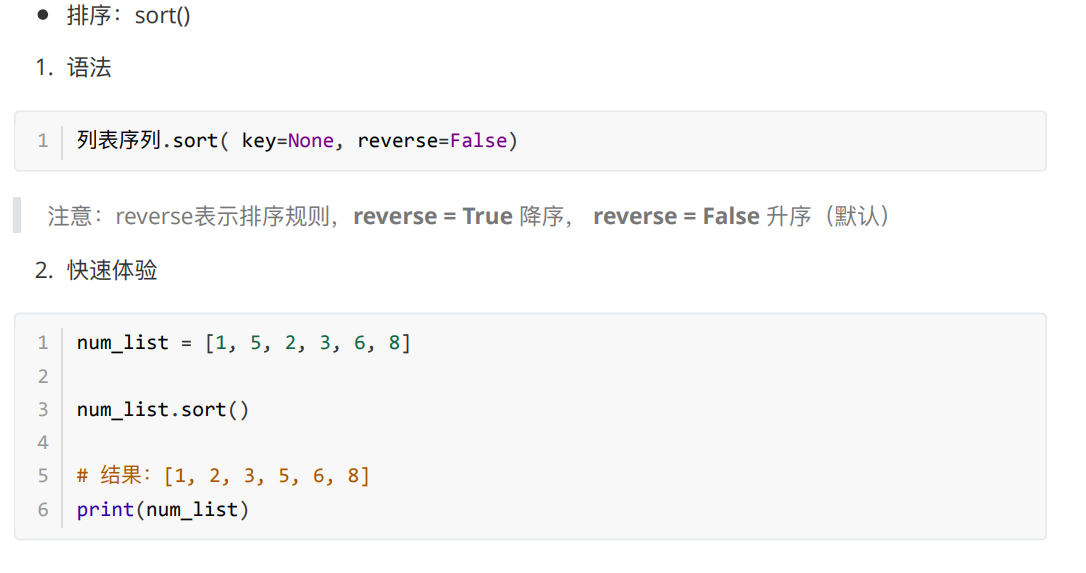 ● 排序：sort()
1. 语法
1 列表序列.sort( key=None, reverse=False)
注意：reverse表示排序规则，reverse = True 降序， reverse = False 升序（默认）
2. 快速体验
1 num_list = [1, 5, 2, 3, 6, 8]
2
3 num_list.sort()
4
5 # 结果：[1, 2, 3, 5, 6, 8]
6 print(num_list)